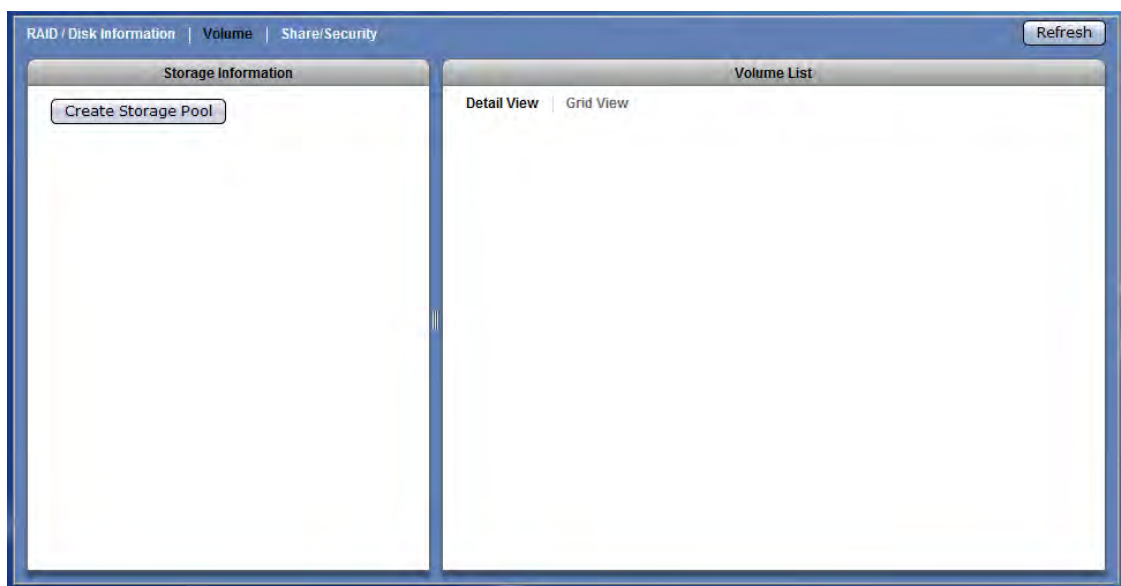 RAID / Disk Information | Volume | Share/Security Refresh
Storage Information
Create Storage Pool
Volume List
Detail View | Grid View